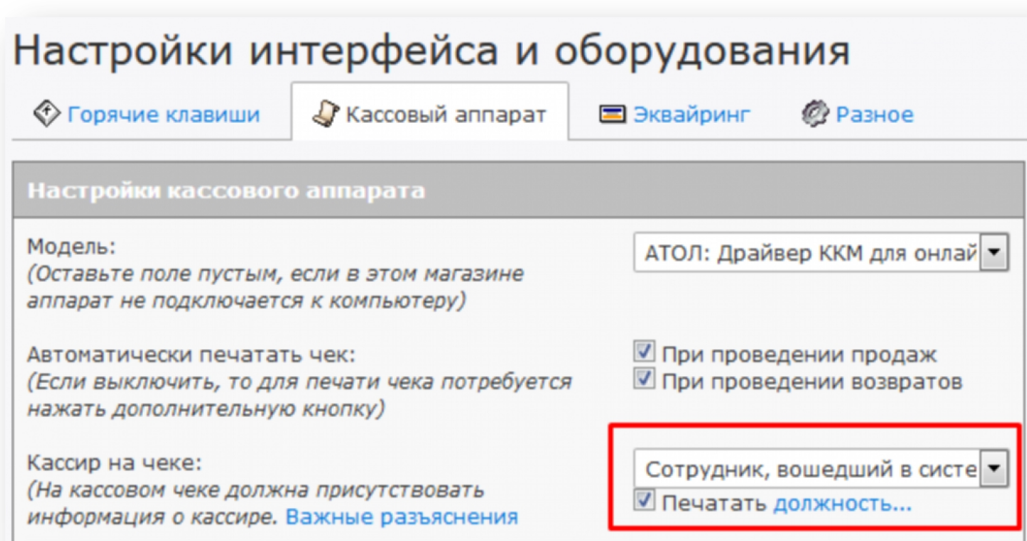 Настройки интерфейса и оборудования
Горячие клавиши Кассовый аппарат Эквайринг Разное
Настройки кассового аппарата
Модель:
(Оставьте поле пустым, если в этом магазине
аппарат не подключается к компьютеру)
АТОЛ: Драйвер ККМ для онлай
Автоматически печатать чек:
(Если выключить, то для печати чека потребуется
нажать дополнительную кнопку)
При проведении продаж
При проведении возвратов
Кассир на чеке:
(На кассовом чеке должна присутствовать
информация о кассире. Важные разъяснения
Сотрудник, вошедший в систе
Печатать должность...